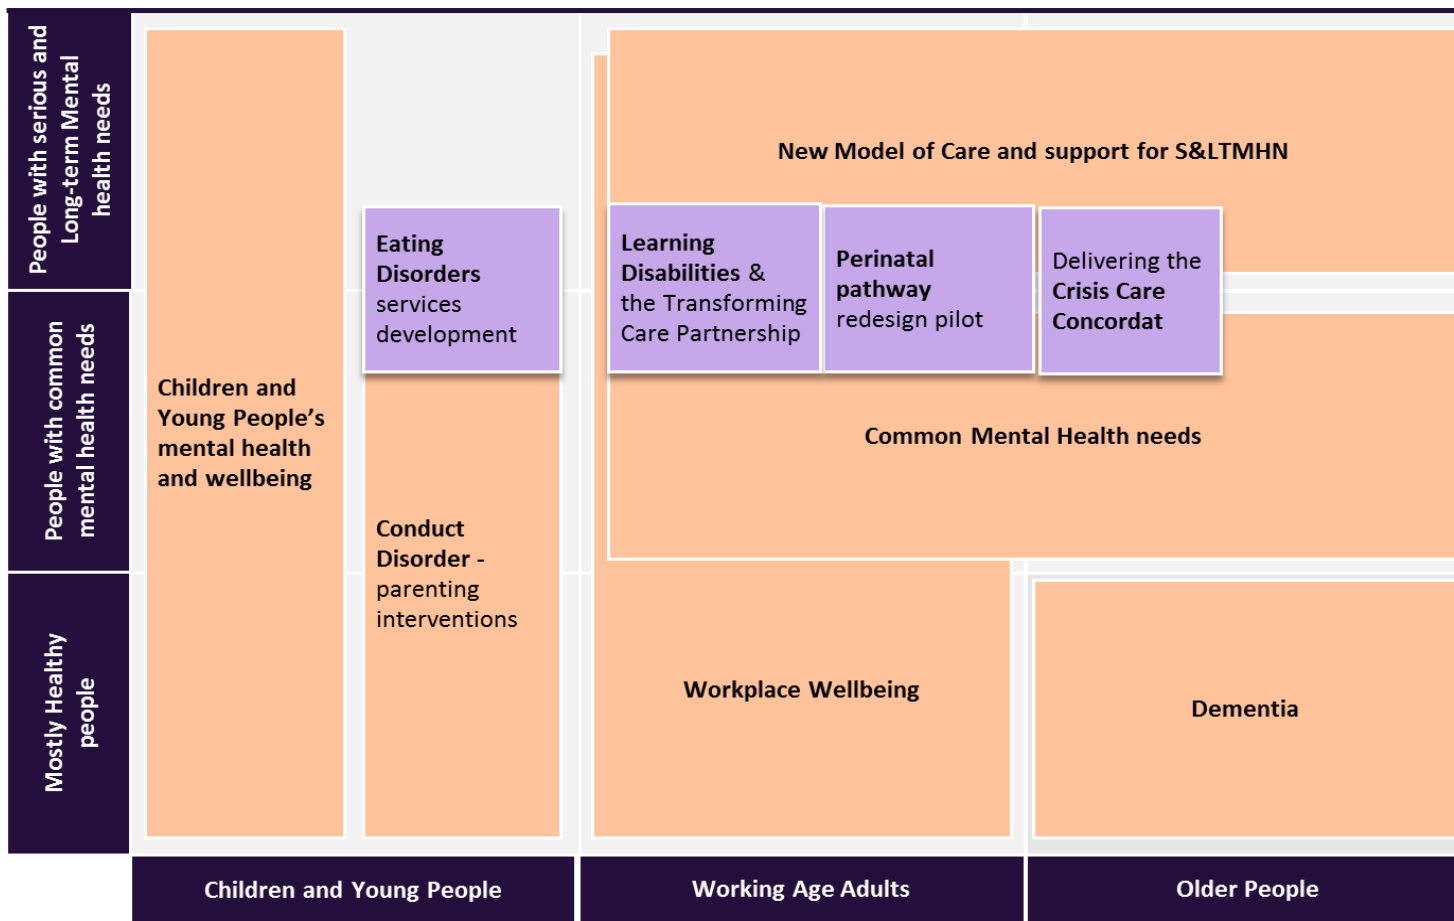 People with serious and
Long-term Mental
health needs
New Model of Care and support for S&LTMHN
Eating
Disorders
services
development
Learning
Disabilities &
the Transforming
Care Partnership
Perinatal
pathway
redesign pilot
Delivering the
Crisis Care
Concordat
People with common
mental health needs
Children and
Young People’s
mental health
and wellbeing
Common Mental Health needs
Conduct
Disorder -
parenting
interventions
Mostly Healthy
people
Workplace Wellbeing
Dementia
Children and Young People
Working Age Adults
Older People